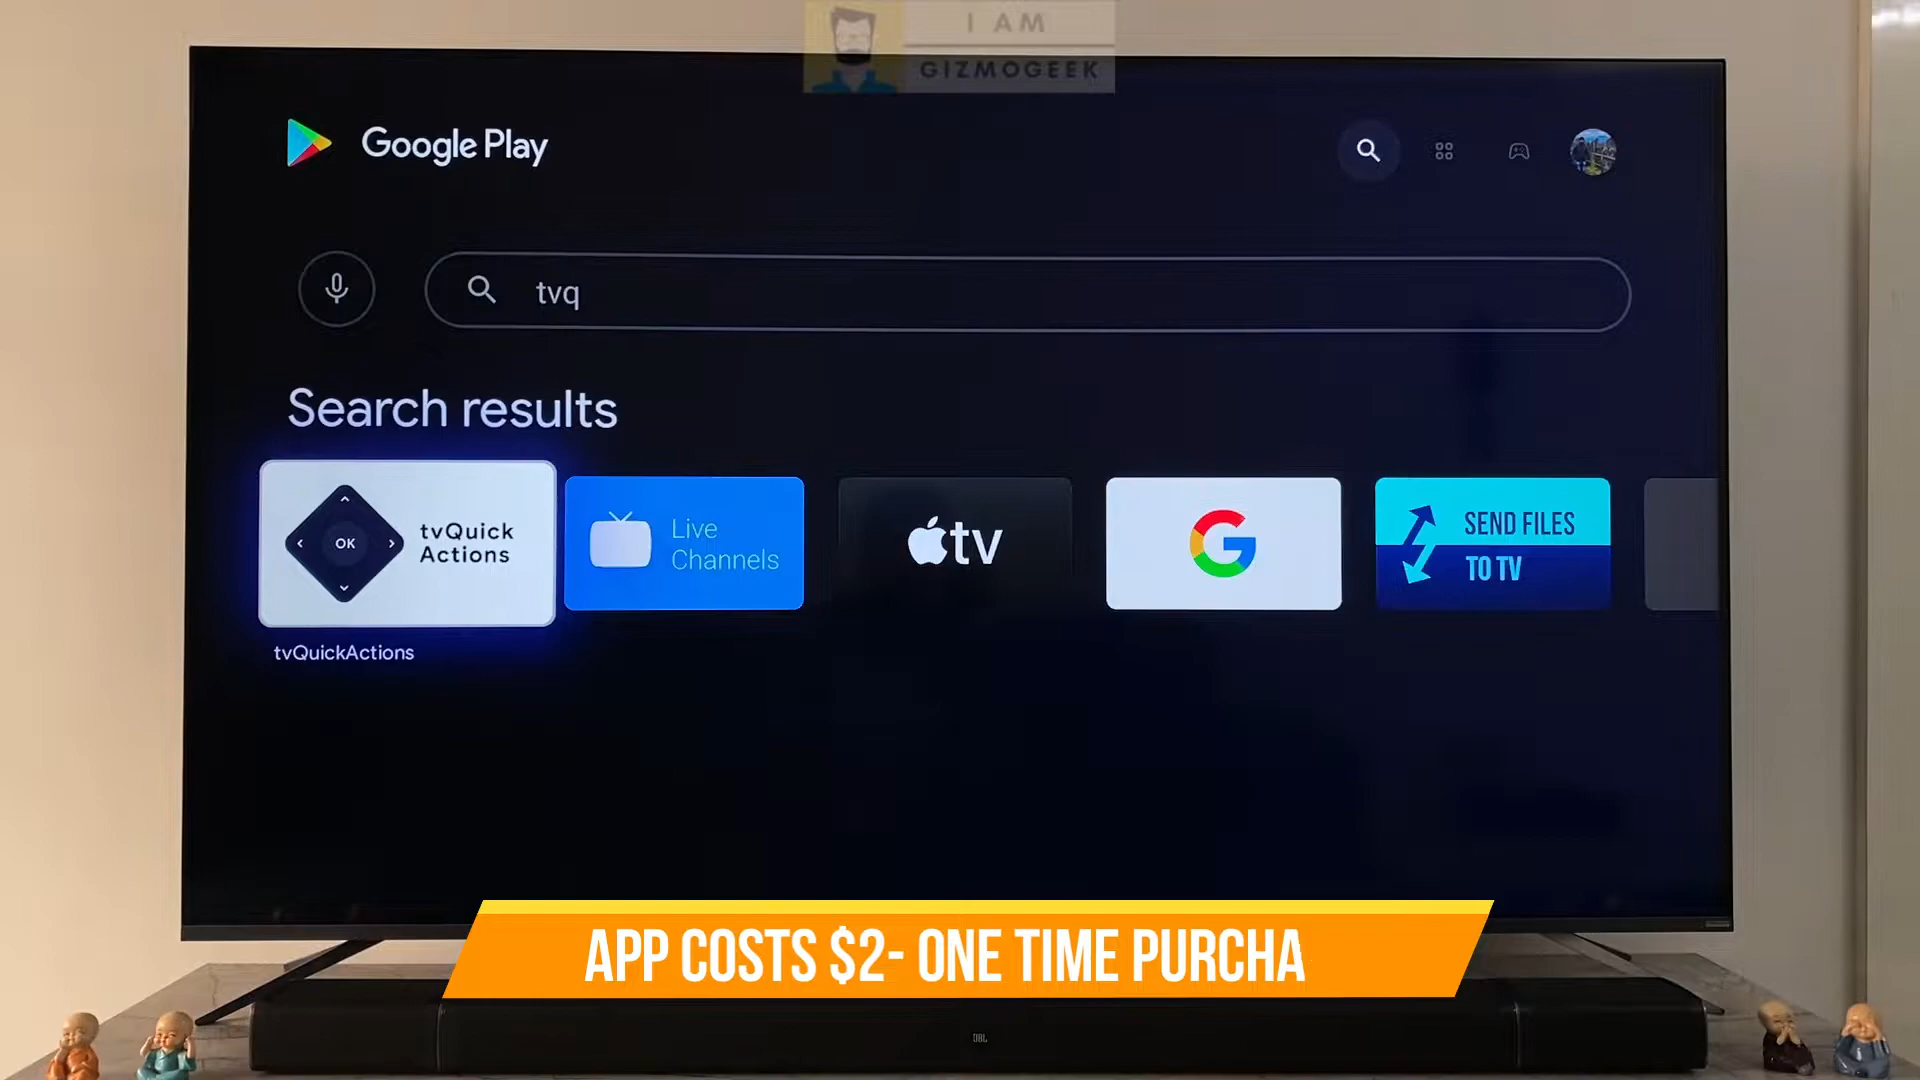 I AM
GIZMOGEEK
Google Play
tvq
Search results
tvQuick
Actions
OK
Live
Channels
tv
G
SEND FILES
TO TV
tvQuickActions
APP COSTS $2- ONE TIME PURCHA
JBL